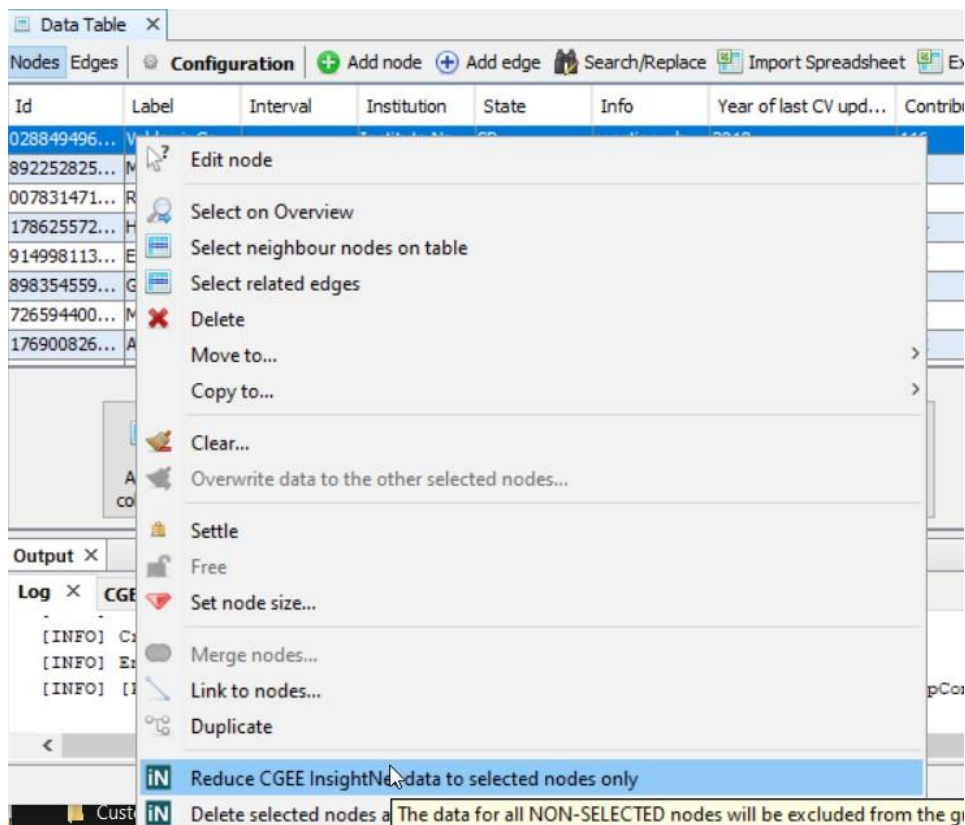 Data Table
Nodes Edges Configuration Add node Add edge Search/Replace Import Spreadsheet
Id Label Interval Institution State Info Year of last CV upd...
028849496...
892252825... M
007831471... R
178625572... H
914998113... E
898354559... G
726594400... M
176900826... A
Edit node
Select on Overview
Select neighbour nodes on table
Select related edges
Delete
Move to...
Copy to...
Clear...
Overwrite data to the other selected nodes...
Settle
Free
Set node size...
Merge nodes...
Link to nodes...
Duplicate
iN Reduce CGEE InsightNet data to selected nodes only
iN Delete selected nodes a
The data for all NON-SELECTED nodes will be excluded from the
Output
Log
[INFO]
[INFO]
[INFO]